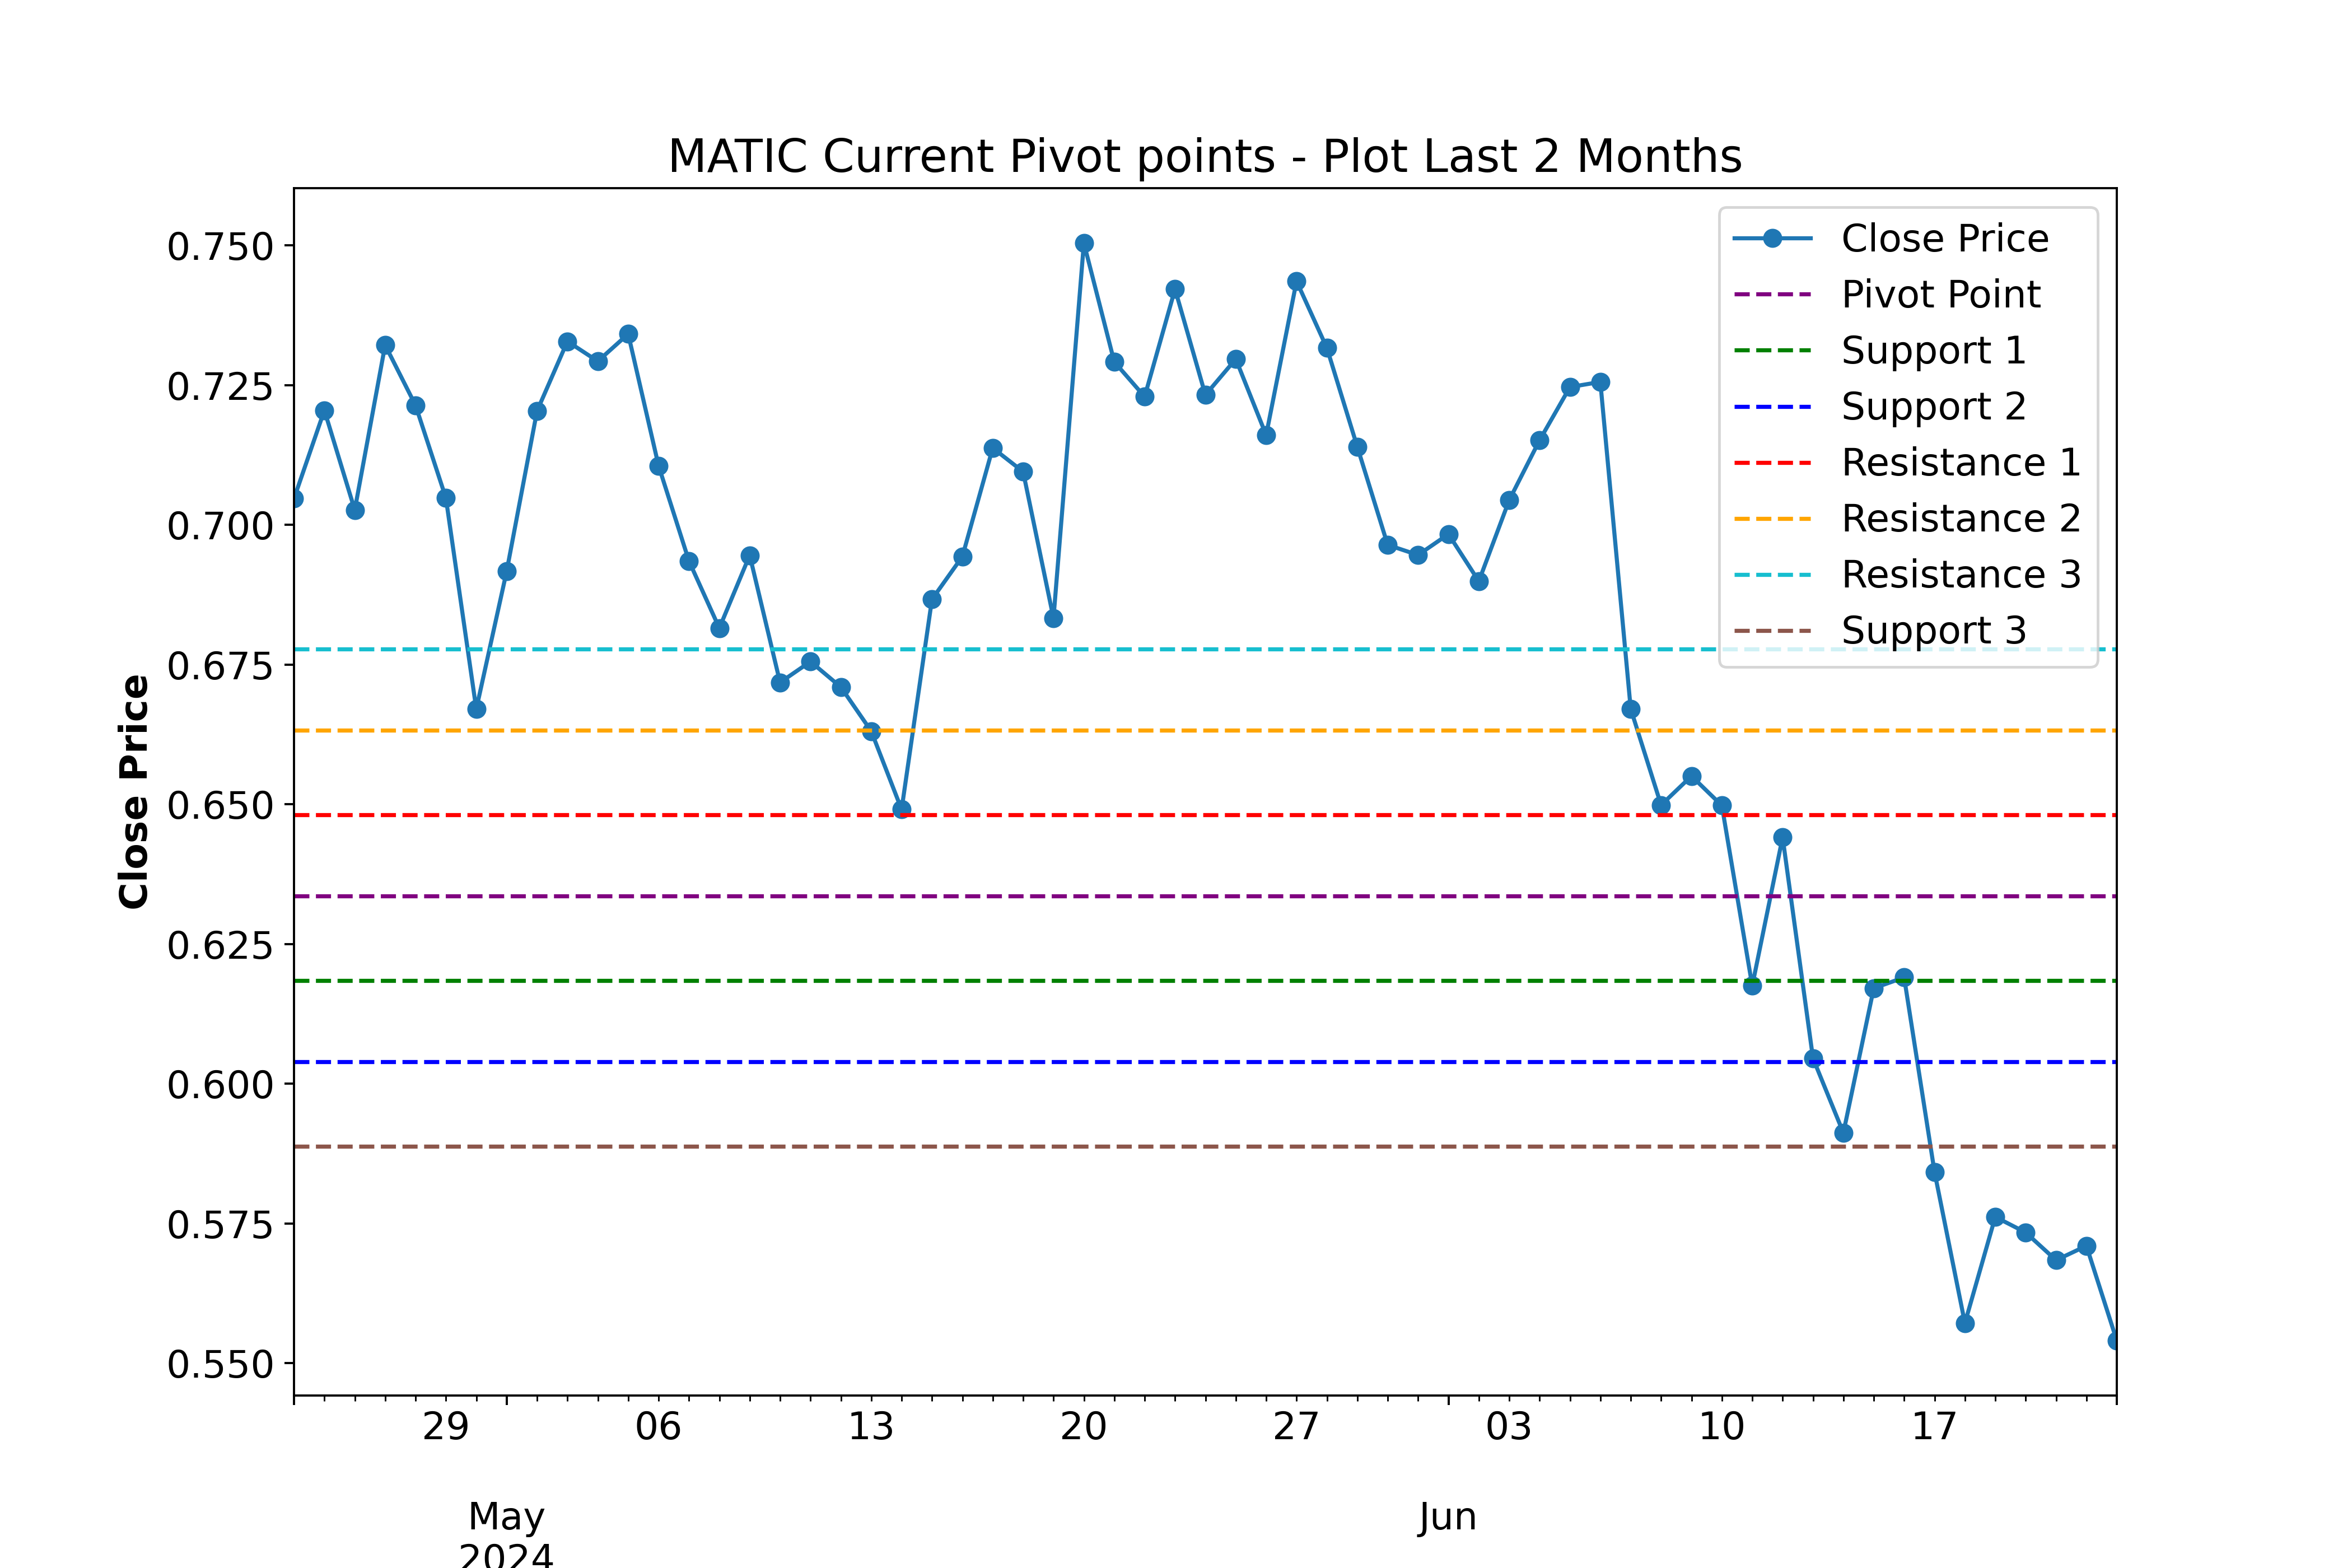 MATIC Current Pivot points - Plot Last 2 Months
Close Price
Pivot Point
Support 1
Support 2
Resistance 1
Resistance 2
Resistance 3
Support 3
0.750
0.725
0.700
0.675
0.650
0.625
0.600
0.575
0.550
Close Price
29 06 13 20 27 03 10 17
May Jun
2024